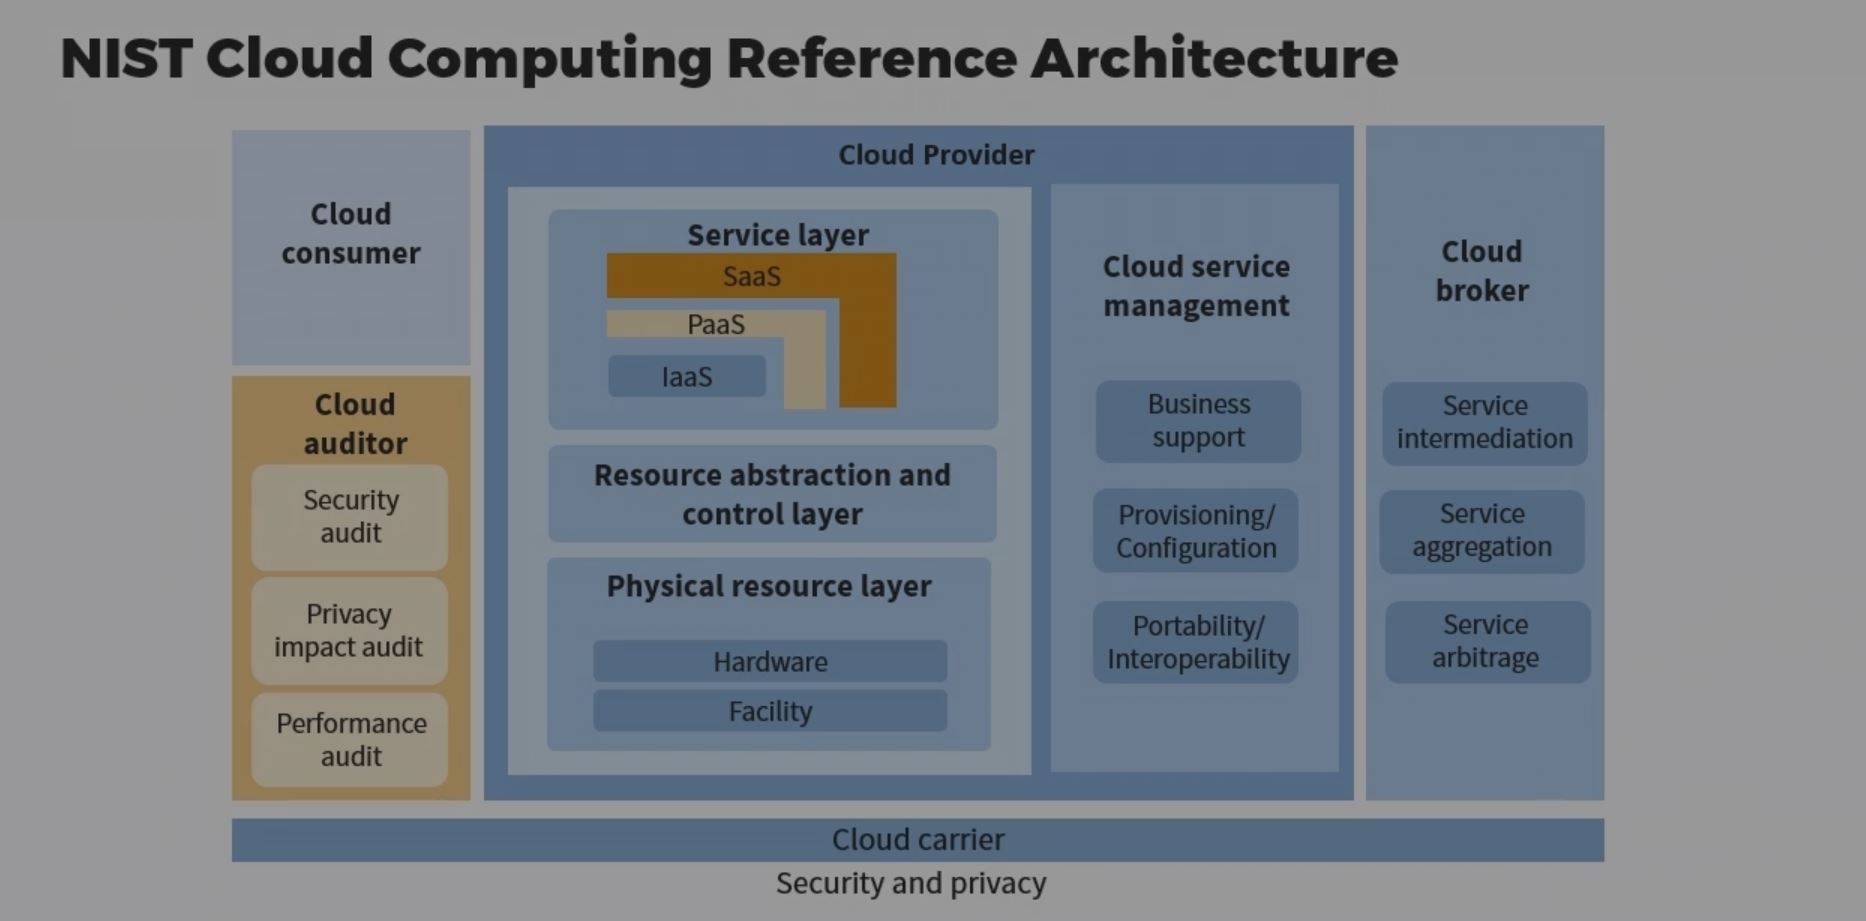 NIST Cloud Computing Reference Architecture
Cloud
consumer
Cloud
auditor
Security
audit
Privacy
impact audit
Performance
audit
Cloud Provider
Service layer
SaaS
PaaS
IaaS
Resource abstraction and
control layer
Physical resource layer
Hardware
Facility
Cloud service
management
Business
support
Provisioning/
Configuration
Portability/
Interoperability
Cloud
broker
Service
intermediation
Service
aggregation
Service
arbitrage
Cloud carrier
Security and privacy